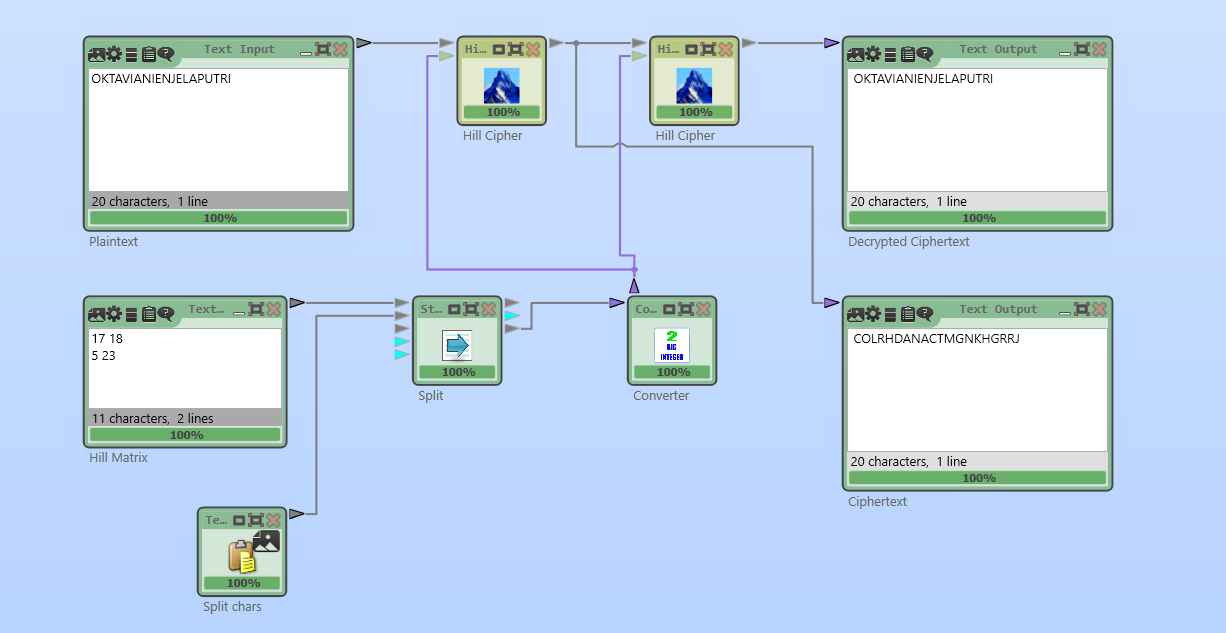 Text Input
OKTAVIANIENJELAPUTRI
20 characters, 1 line
100%
Plaintext
Hi...
100%
Hill Cipher
Hi...
100%
Hill Cipher
Text Output
OKTAVIANIENJELAPUTRI
20 characters, 1 line
100%
Decrypted Ciphertext
Text...
17 18
5 23
11 characters, 2 lines
100%
Hill Matrix
St...
100%
Split
Co...
2
BIG
INTEGER
100%
Converter
Text Output
COLRHDANACTMGNKHGRRJ
20 characters, 1 line
100%
Ciphertext
Te...
100%
Split chars